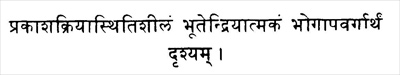 प्रकाशक्रियास्थितिशीलं भूतेन्द्रियात्मकं भोगापवर्गार्थं
दृश्यम् ।